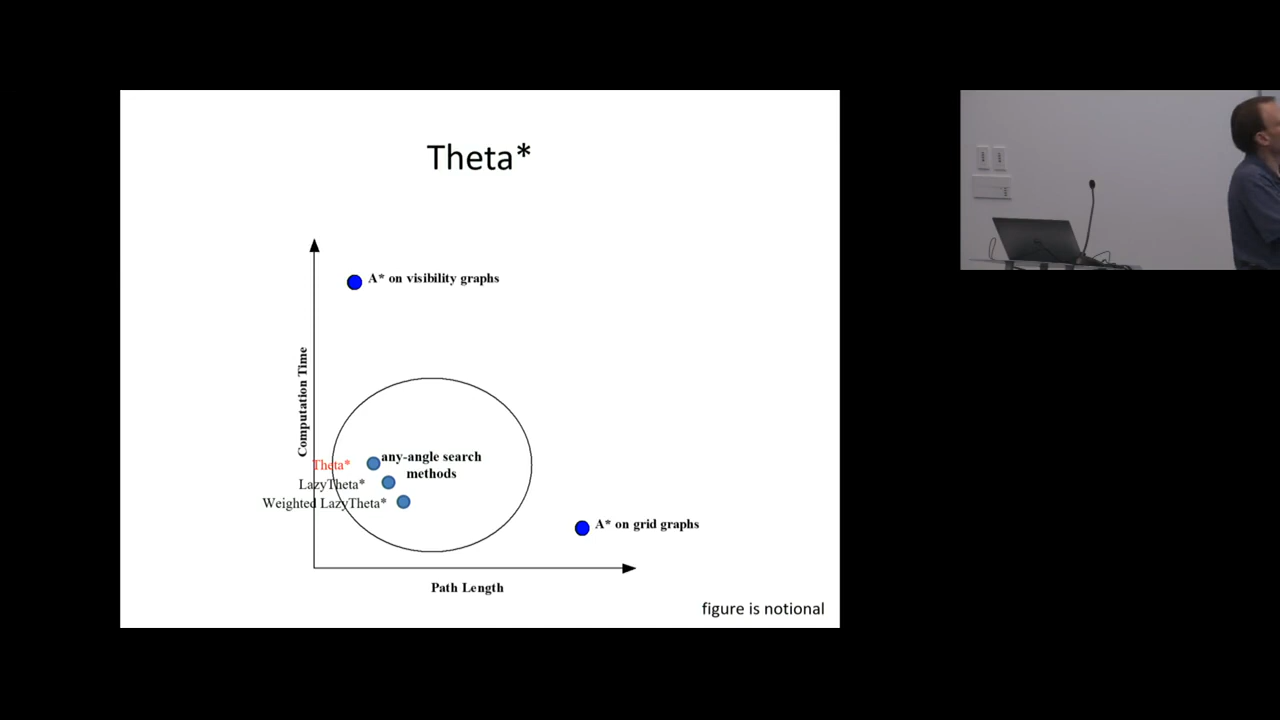 Theta*
A* on visibility graphs
Computation Time
any-angle search
methods
Theta*
LazyTheta*
Weighted LazyTheta*
A* on grid graphs
Path Length
figure is notional